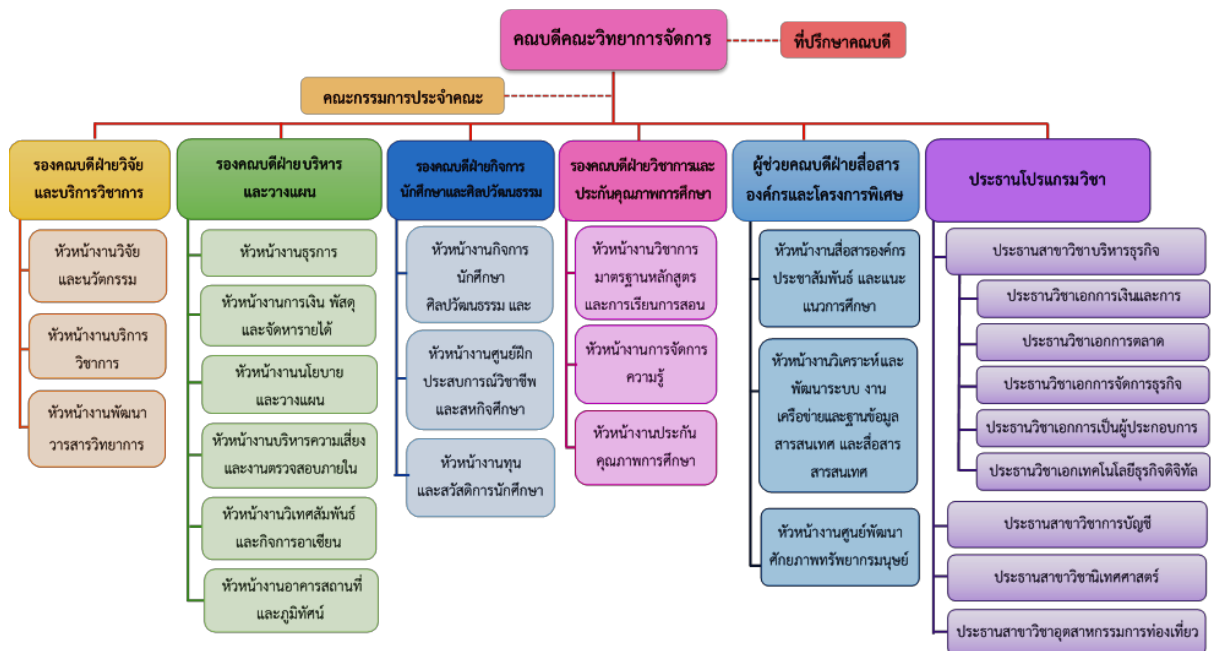 คณบดีคณะวิทยาการจัดการ
ที่ปรึกษาคณบดี
คณะกรรมการประจำคณะ
รองคณบดีฝ่ายวิจัย
และบริการวิชาการ
หัวหน้างานวิจัย
และนวัตกรรม
หัวหน้างานบริการ
วิชาการ
หัวหน้างานพัฒนา
วารสารวิทยาการ
รองคณบดีฝ่ายบริหาร
และวางแผน
หัวหน้างานธุรการ
หัวหน้างานการเงิน พัสดุ
และจัดหารายได้
หัวหน้างานนโยบาย
และวางแผน
หัวหน้างานบริหารความเสี่ยง
และงานตรวจสอบภายใน
หัวหน้างานวิเทศสัมพันธ์
และกิจการอาเซียน
หัวหน้างานอาคารสถานที่
และภูมิทัศน์
รองคณบดีฝ่ายกิจการ
นักศึกษาและศิลปวัฒนธรรม
หัวหน้างานกิจการ
นักศึกษา
ศิลปวัฒนธรรม และ
หัวหน้างานศูนย์ฝึก
ประสบการณ์วิชาชีพ
และสหกิจศึกษา
หัวหน้างานทุน
และสวัสดิการนักศึกษา
รองคณบดีฝ่ายวิชาการและ
ประกันคุณภาพการศึกษา
หัวหน้างานวิชาการ
มาตรฐานหลักสูตร
และการเรียนการสอน
หัวหน้างานการจัดการ
ความรู้
หัวหน้างานประกัน
คุณภาพการศึกษา
ผู้ช่วยคณบดีฝ่ายสื่อสาร
องค์กรและโครงการพิเศษ
หัวหน้างานสื่อสารองค์กร
ประชาสัมพันธ์ และแนะ
แนวการศึกษา
หัวหน้างานวิเคราะห์และ
พัฒนาระบบ งาน
เครือข่ายและฐานข้อมูล
สารสนเทศ และสื่อสาร
สารสนเทศ
หัวหน้างานศูนย์พัฒนา
ศักยภาพทรัพยากรมนุษย์
ประธานโปรแกรมวิชา
ประธานสาขาวิชาบริหารธุรกิจ
ประธานวิชาเอกการเงินและการ
ประธานวิชาเอกการตลาด
ประธานวิชาเอกการจัดการธุรกิจ
ประธานวิชาเอกการเป็นผู้ประกอบการ
ประธานวิชาเอกเทคโนโลยีธุรกิจดิจิทัล
ประธานสาขาวิชาการบัญชี
ประธานสาขาวิชานิเทศศาสตร์
ประธานสาขาวิชาอุตสาหกรรมการท่องเที่ยว